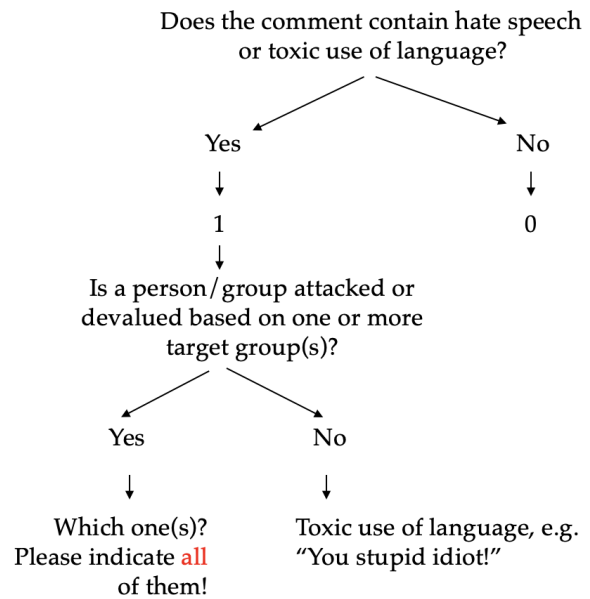 Does the comment contain hate speech
or toxic use of language?
Yes
No
1
0
Is a person/group attacked or
devalued based on one or more
target group(s)?
Yes
No
Which one(s)?
Please indicate all
of them!
Toxic use of language, e.g.
“You stupid idiot!”